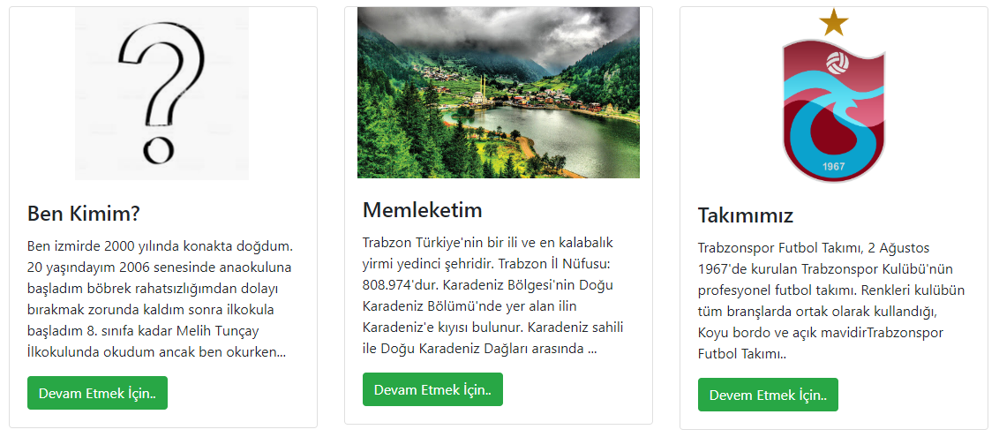 Ben Kimim?
Ben izmirde 2000 yılında konakta doğdum.
20 yaşındayım 2006 senesinde anaokuluna
başladım böbrek rahatsızlığımdan dolayı
bırakmak zorunda kaldım sonra ilkokula
başladım 8. sınıfa kadar Melih Tunçay
İlkokulunda okudum ancak ben okurken...
Devam Etmek İçin..
Memleketim
Trabzon Türkiye'nin bir ili ve en kalabalık
yirmi yedinci şehridir. Trabzon İl Nüfusu:
808.974'dur. Karadeniz Bölgesi'nin Doğu
Karadeniz Bölümü'nde yer alan ilin
Karadeniz'e kıyısı bulunur. Karadeniz sahili
ile Doğu Karadeniz Dağları arasında ...
Devam Etmek İçin..
1967
Takımımız
Trabzonspor Futbol Takımı, 2 Ağustos
1967'de kurulan Trabzonspor Kulübü'nün
profesyonel futbol takımı. Renkleri kulübün
tüm branşlarda ortak olarak kullandığı,
Koyu bordo ve açık mavidirTrabzonspor
Futbol Takımı..
Devem Etmek İçin..